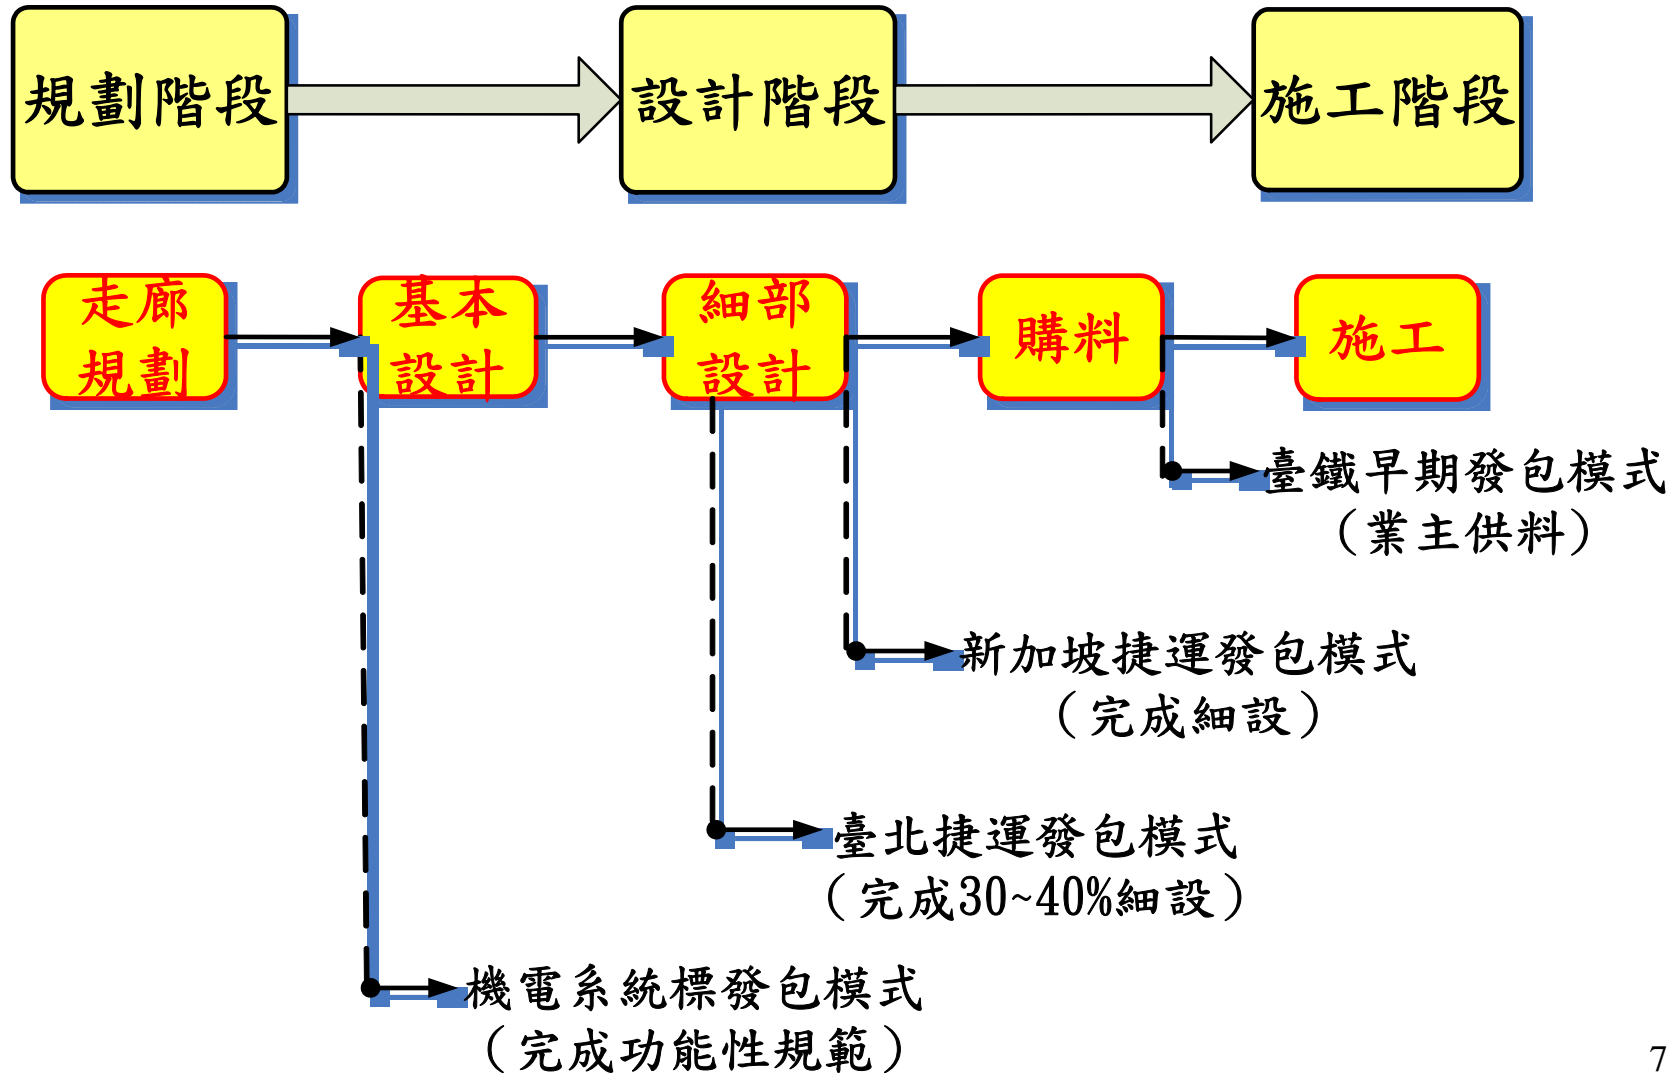 規劃階段
設計階段
施工階段
走廊
規劃
基本
設計
細部
設計
購料
施工
臺鐵早期發包模式
（業主供料）
新加坡捷運發包模式
（完成細設）
臺北捷運發包模式
（完成30~40%細設）
機電系統標發包模式
（完成功能性規範）
7